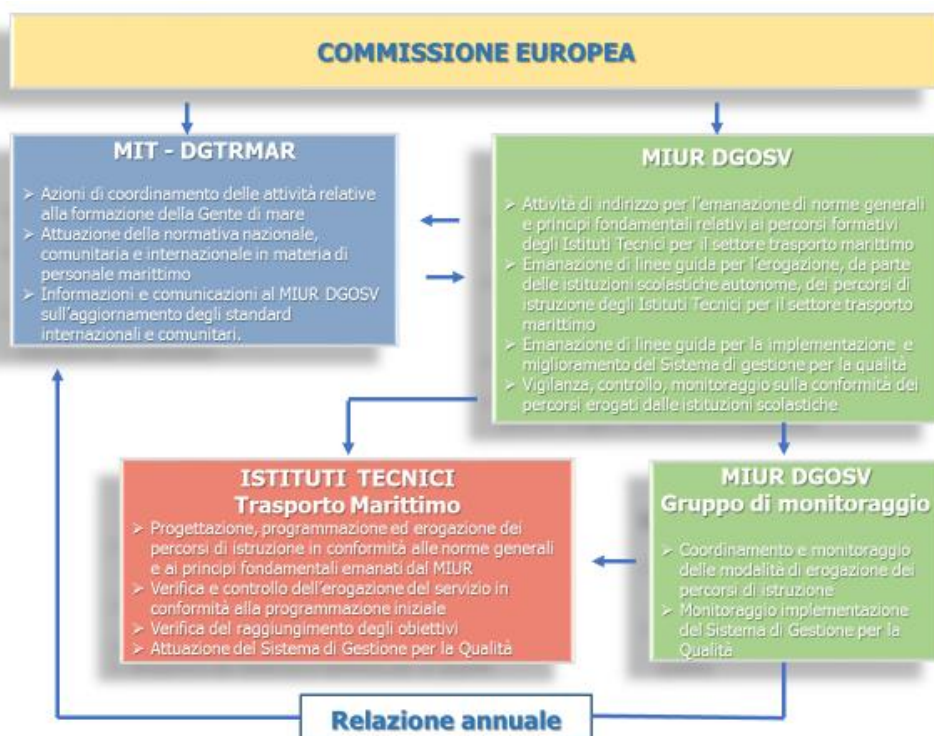 COMMISSIONE EUROPEA
MIT - DGTRMAR
➢ Azioni di coordinamento delle attività relative
alla formazione della Gente di mare
➢ Attuazione della normativa nazionale,
comunitaria e internazionale in materia di
personale marittimo
➢ Informazioni e comunicazioni al MIUR DGOSV
sull'aggiornamento degli standard
internazionali e comunitari.
MIUR DGOSV
➢ Attività di indirizzo per l'emanazione di norme generali
e principi fondamentali relativi ai percorsi formativi
degli Istituti Tecnici per il settore trasporto marittimo
➢ Emanazione di linee guida per l'erogazione, da parte
delle istituzioni scolastiche autonome, dei percorsi di
istruzione degli Istituti Tecnici per il settore trasporto
marittimo
➢ Emanazione di linee guida per la implementazione e
miglioramento del Sistema di gestione per la qualità
➢ Vigilanza, controllo, monitoraggio sulla conformità dei
percorsi erogati dalle istituzioni scolastiche
ISTITUTI TECNICI
Trasporto Marittimo
➢ Progettazione, programmazione ed erogazione dei
percorsi di istruzione in conformità alle norme generali
e ai principi fondamentali emanati dal MIUR
➢ Verifica e controllo dell'erogazione del servizio in
conformità alla programmazione iniziale
➢ Verifica del raggiungimento degli obiettivi
➢ Attuazione del Sistema di Gestione per la Qualità
MIUR DGOSV
Gruppo di monitoraggio
➢ Coordinamento e monitoraggio
delle modalità di erogazione dei
percorsi di istruzione
➢ Monitoraggio implementazione
del Sistema di Gestione per la
Qualità
Relazione annuale